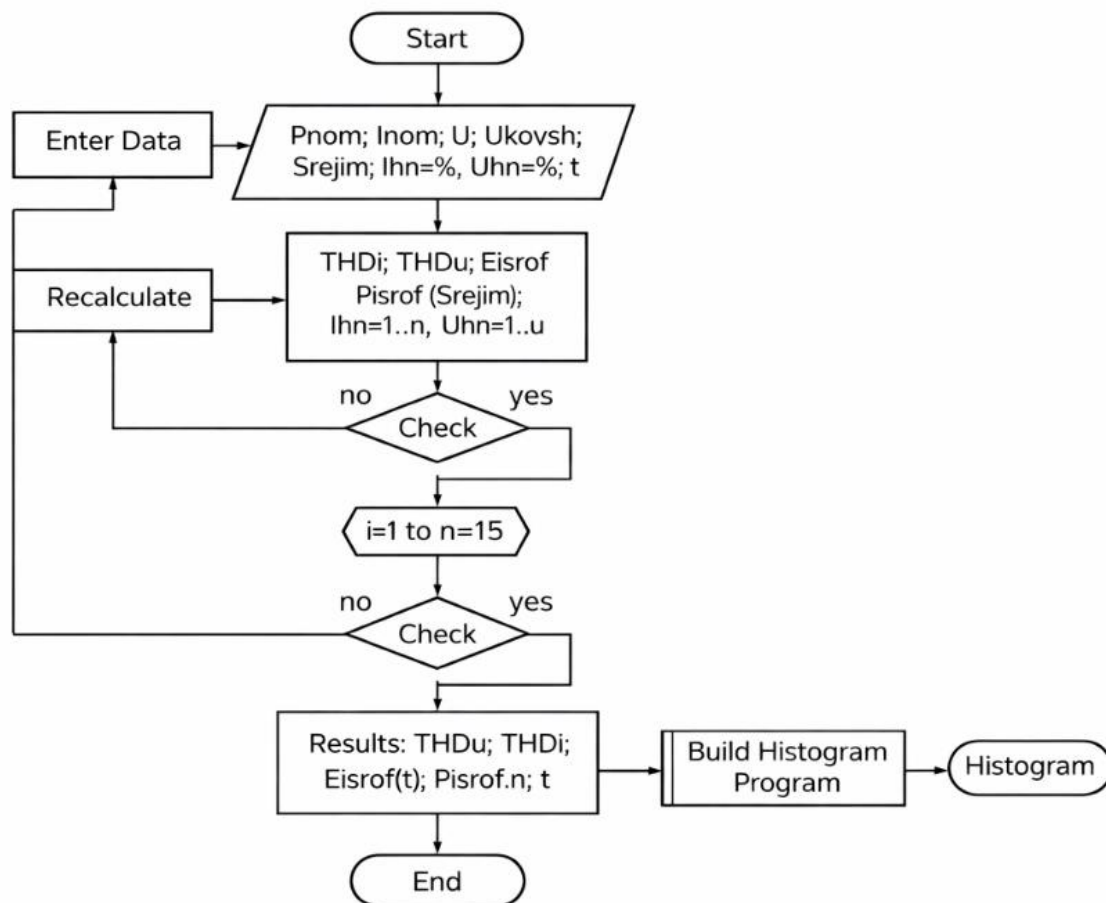 Start
Enter Data
Pnom; Inom; U; Ukovsh;
Srejim; Ihn=%, Uhn=%; t
Recalculate
THDi; THDu; Eisrof
Pisrof (Srejim);
Ihn=1..n, Uhn=1..u
no
yes
Check
i=1 to n=15
no
yes
Check
Results: THDu; THDi;
Eisrof(t); Pisrof.n; t
Build Histogram
Program
Histogram
End